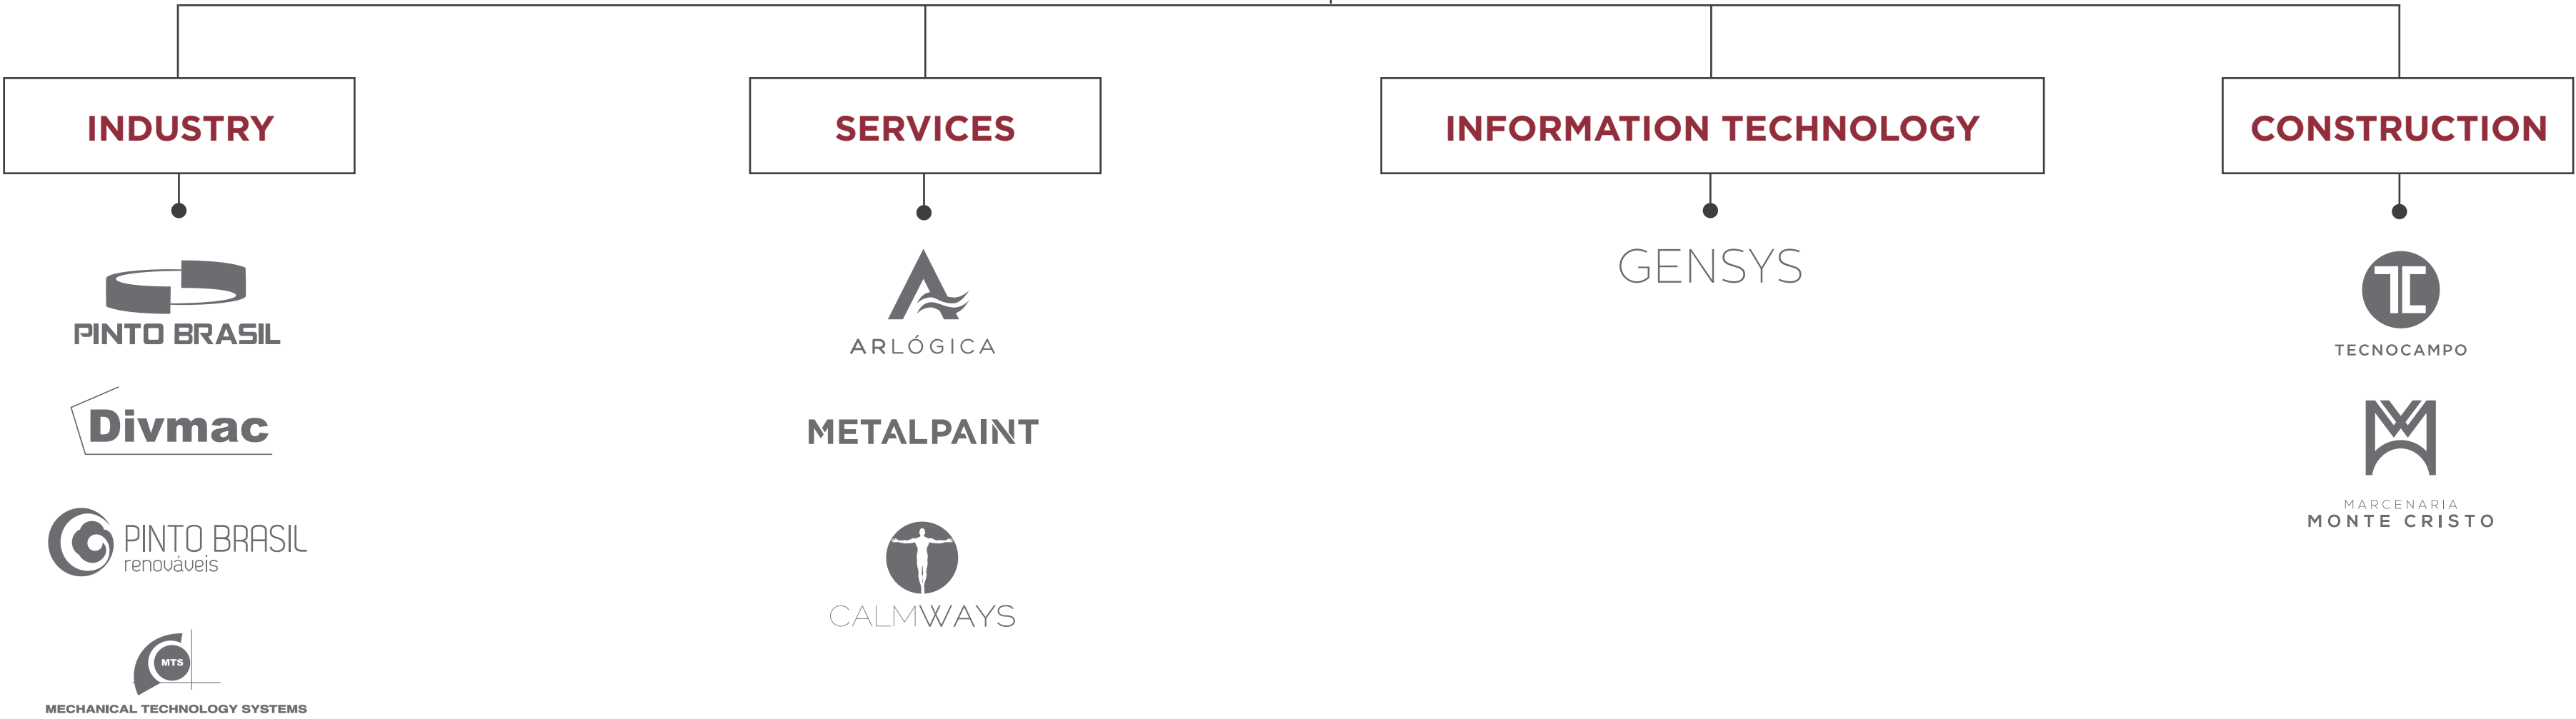 INDUSTRY
PINTO BRASIL
Divmac
PINTO BRASIL
renováveis
MTS
MECHANICAL TECHNOLOGY SYSTEMS
SERVICES
ARLÓGICA
METALPAINT
CALMWAYS
INFORMATION TECHNOLOGY
GENSYS
CONSTRUCTION
TC
TECNOCAMPO
MARCENARIA
MONTE CRISTO